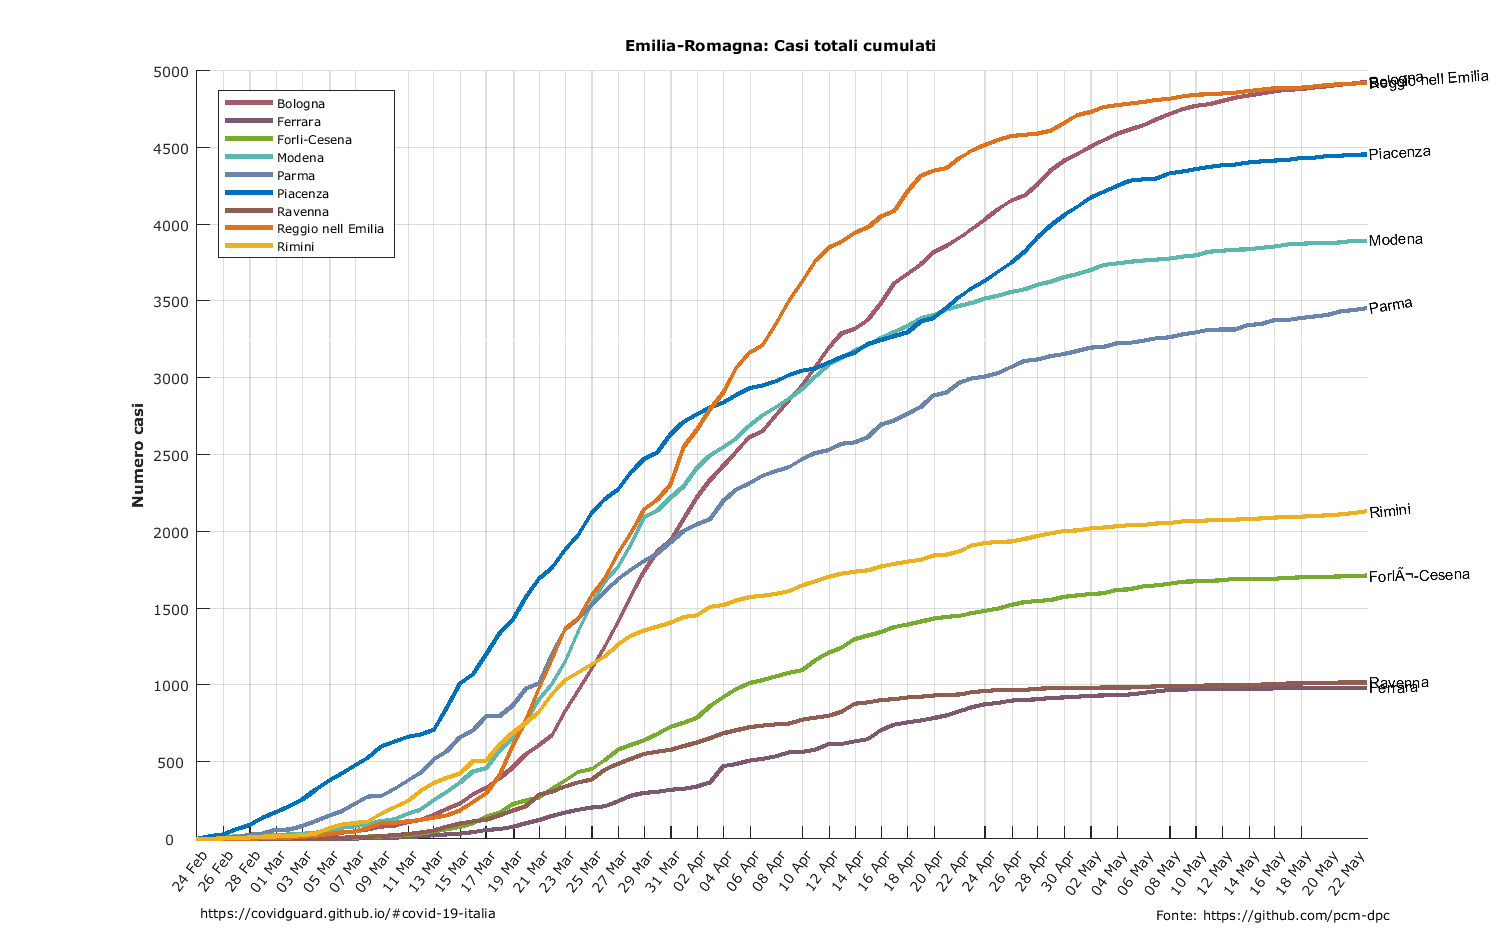 Emilia-Romagna: Casi totali cumulati
5000
4500
4000
3500
3000
2500
2000
1500
1000
500
0
Numero casi
Bologna
Ferrara
Forlì-Cesena
Modena
Parma
Piacenza
Ravenna
Reggio nell Emilia
Rimini
Bologna
Reggio nell Emilia
Piacenza
Modena
Parma
Rimini
ForlÃ¬-Cesena
Ravenna
Ferrara
24 Feb
26 Feb
28 Feb
01 Mar
03 Mar
05 Mar
07 Mar
09 Mar
11 Mar
13 Mar
15 Mar
17 Mar
19 Mar
21 Mar
23 Mar
25 Mar
27 Mar
29 Mar
31 Mar
02 Apr
04 Apr
06 Apr
08 Apr
10 Apr
12 Apr
14 Apr
16 Apr
18 Apr
20 Apr
22 Apr
24 Apr
26 Apr
28 Apr
30 Apr
02 May
04 May
06 May
08 May
10 May
12 May
14 May
16 May
18 May
20 May
22 May
https://covidguard.github.io/#covid-19-italia
Fonte: https://github.com/pcm-dpc